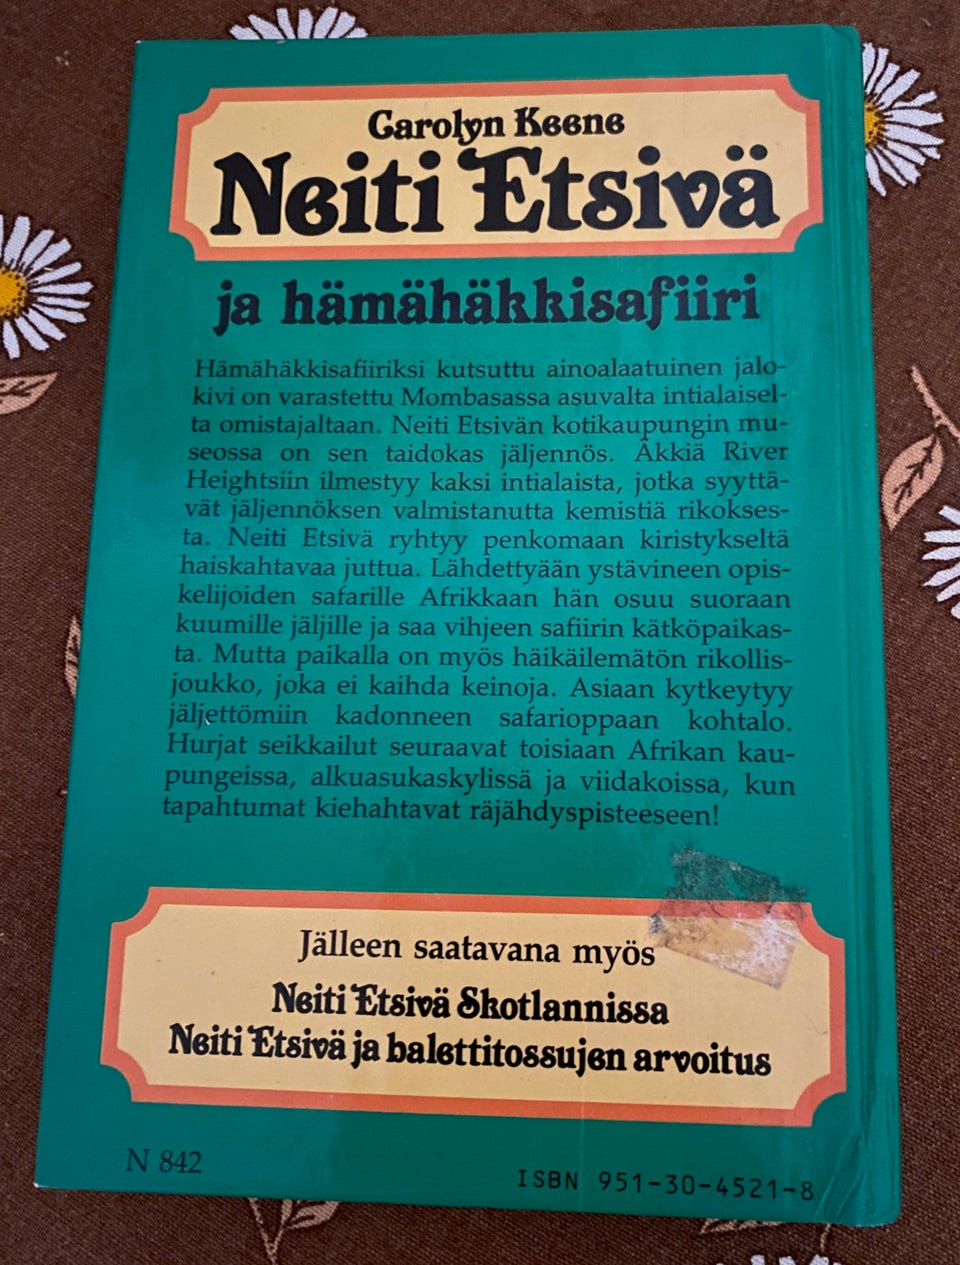 Carolyn Keene
Neiti Etsivä
ja hämähäkkisafiiri
Hämähäkkisafiiriksi kutsuttu ainoalaatuinen jalo-
kivi on varastettu Mombasassa asuvalta intialaisel-
ta omistajaltaan. Neiti Etsivän kotikaupungin mu-
seossa on sen taidokas jäljennös. Äkkiä River
Heightsiin ilmestyy kaksi intialaista, jotka syyttä-
vät jäljennöksen valmistanutta kemistiä rikokses-
ta. Neiti Etsivä ryhtyy penkomaan kiristykseltä
haiskahtavaa juttua. Lähdettyään ystävineen opis-
kelijoiden safarille Afrikkaan hän osuu suoraan
kuumille jäljille ja saa vihjeen safiirin kätköpaikas-
ta. Mutta paikalla on myös häikäilemätön rikollis-
joukko, joka ei kaihda keinoja. Asiaan kytkeytyy
jäljettömiin kadonneen safarioppaan kohtalo.
Hurjat seikkailut seuraavat toisiaan Afrikan kau-
pungeissa, alkuasukaskylissä ja viidakoissa, kun
tapahtumat kiehahtavat räjähdyspisteeseen!
Jälleen saatavana myös
Neiti Etsivä Skotlannissa
Neiti Etsivä ja balettitossujen arvoitus
N 842
ISBN 951-30-4521-8